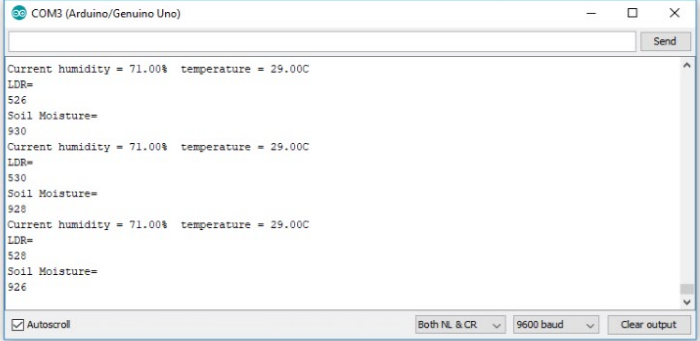 COM3 (Arduino/Genuino Uno)
Send
Current humidity = 71.00%  temperature = 29.00C
LDR=
526
Soil Moisture=
930
Current humidity = 71.00%  temperature = 29.00C
LDR=
530
Soil Moisture=
928
Current humidity = 71.00%  temperature = 29.00C
LDR=
528
Soil Moisture=
926
Autoscroll Both NL & CR 9600 baud Clear output